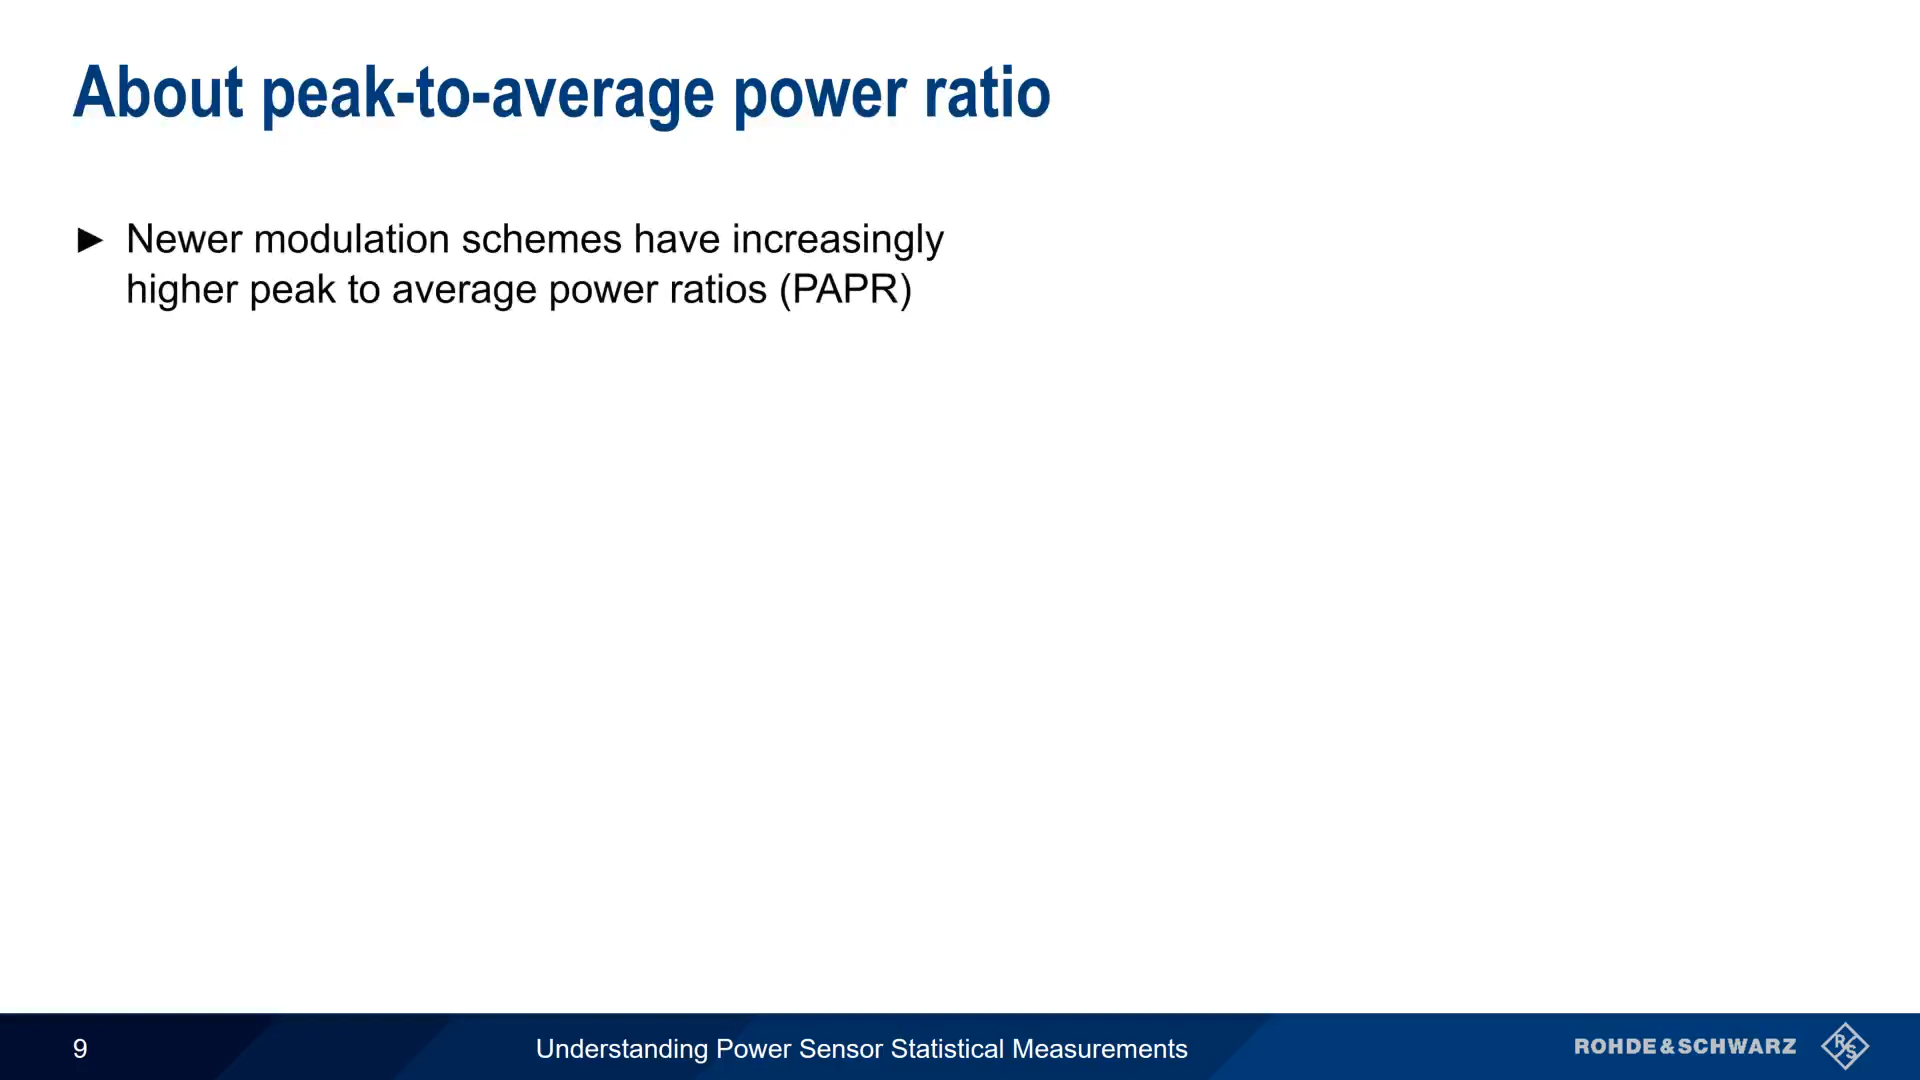 About peak-to-average power ratio
► Newer modulation schemes have increasingly
higher peak to average power ratios (PAPR)
9
Understanding Power Sensor Statistical Measurements
ROHDE&SCHWARZ
R
S